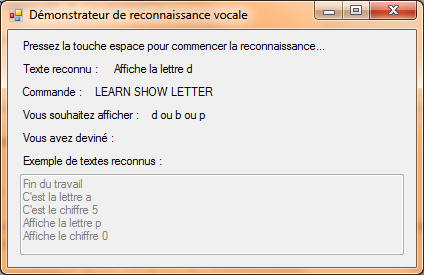 Démonstrateur de reconnaissance vocale
Pressez la touche espace pour commencer la reconnaissance...
Texte reconnu : Affiche la lettre d
Commande : LEARN SHOW LETTER
Vous souhaitez afficher : d ou b ou p
Vous avez deviné :
Exemple de textes reconnus :
Fin du travail
C'est la lettre a
C'est le chiffre 5
Affiche la lettre p
Affiche le chiffre 0